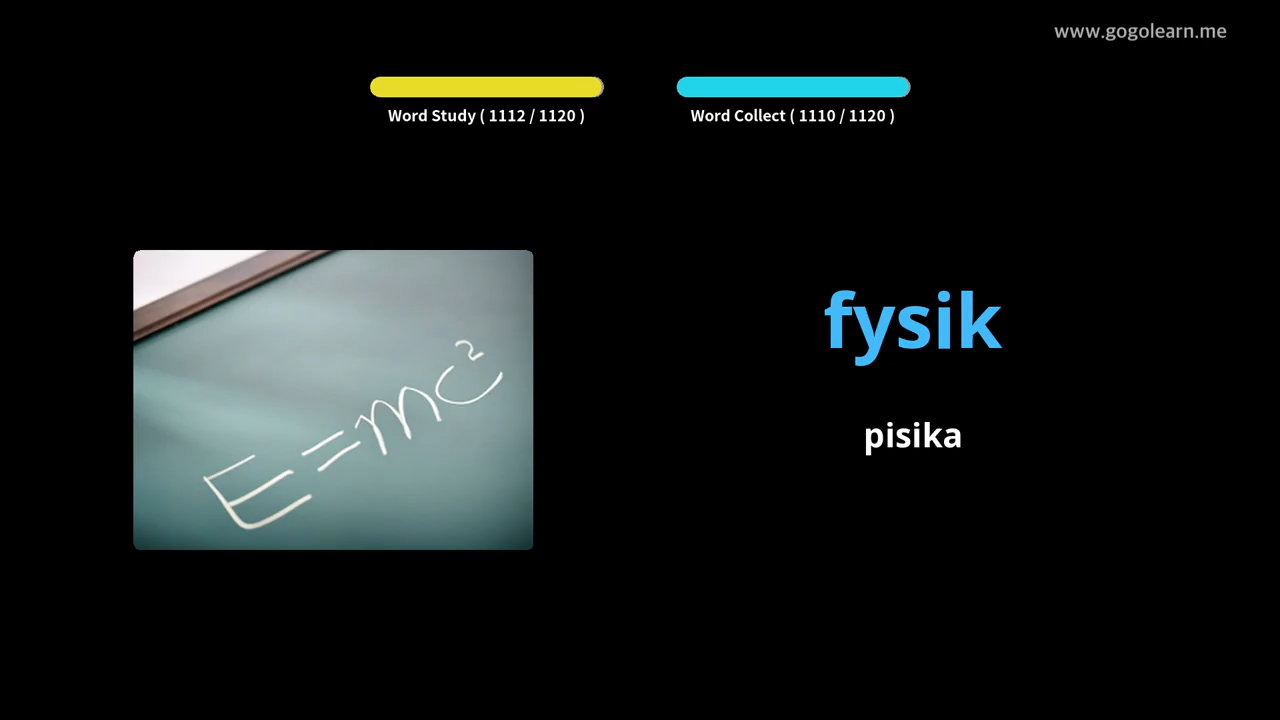 www.gogolearn.me
Word Study ( 1112 / 1120 )
Word Collect ( 1110 / 1120 )
E=mc²
fysik
pisika